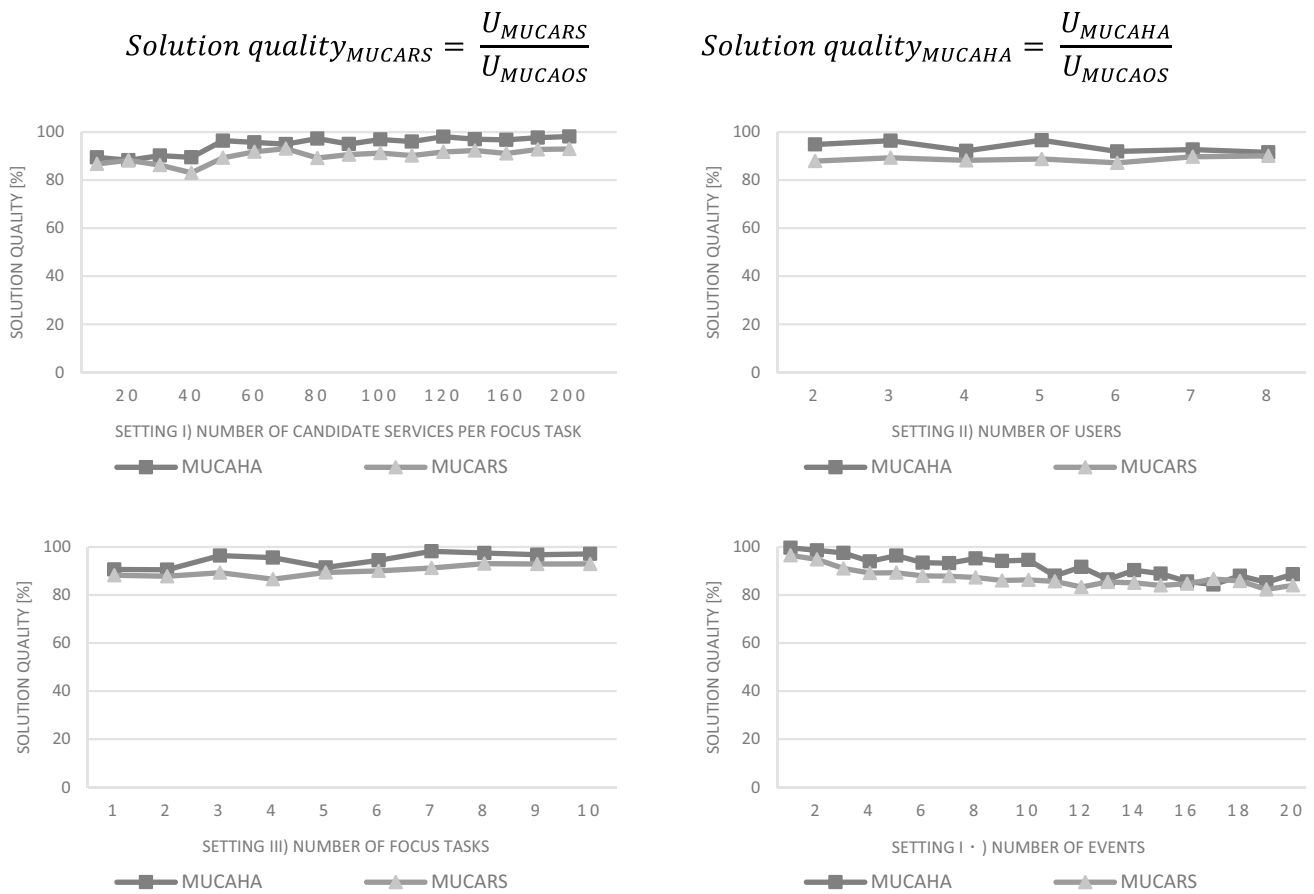 Solution quality_MUCARS = U_MUCARS / U_MUCAOS
Solution quality_MUCAHA = U_MUCAHA / U_MUCAOS
SOLUTION QUALITY [%]
100
80
60
40
20
0
20 40 60 80 100 120 160 200
SETTING I) NUMBER OF CANDIDATE SERVICES PER FOCUS TASK
MUCAHA MUCARS
SOLUTION QUALITY [%]
100
80
60
40
20
0
2 3 4 5 6 7 8
SETTING II) NUMBER OF USERS
MUCAHA MUCARS
SOLUTION QUALITY [%]
100
80
60
40
20
0
1 2 3 4 5 6 7 8 9 10
SETTING III) NUMBER OF FOCUS TASKS
MUCAHA MUCARS
SOLUTION QUALITY [%]
100
80
60
40
20
0
2 4 6 8 10 12 14 16 18 20
SETTING I · ) NUMBER OF EVENTS
MUCAHA MUCARS